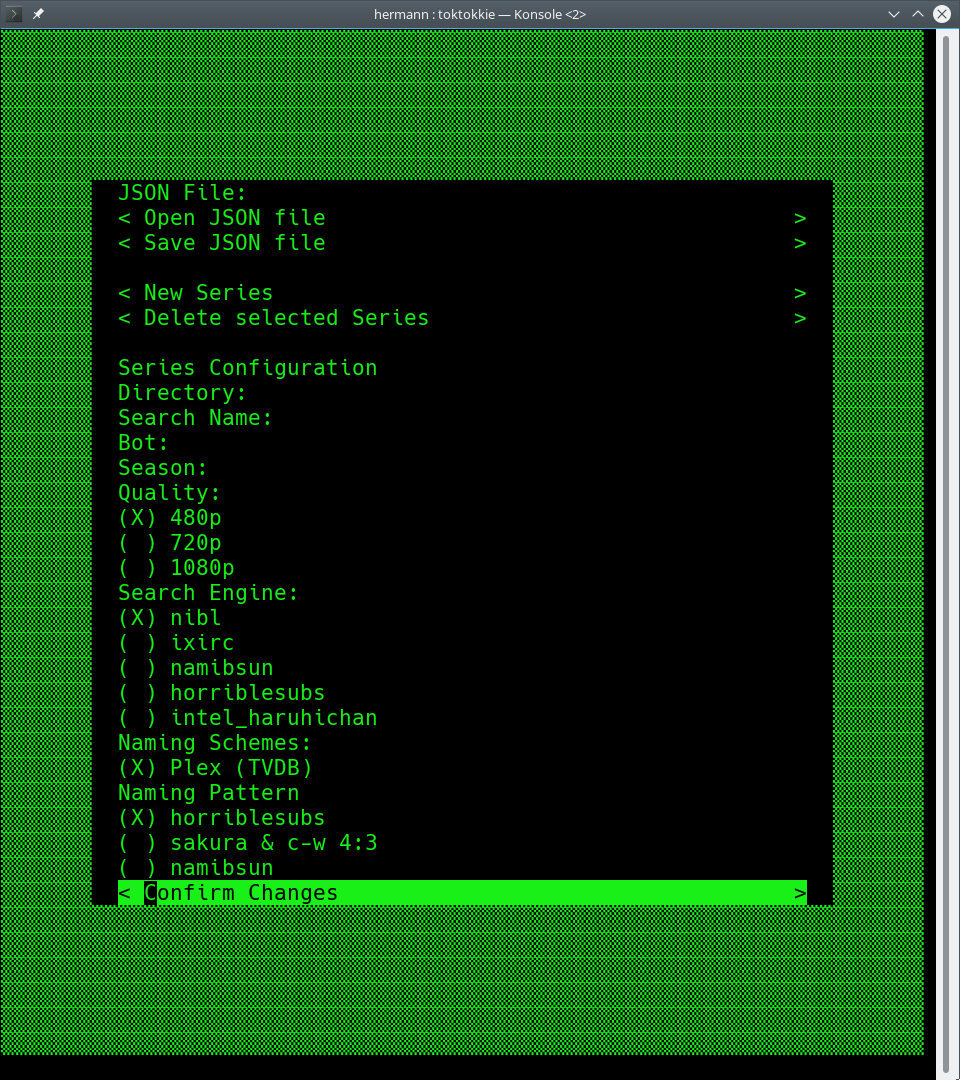 hermann : toktokkie — Konsole <2>
JSON File:
< Open JSON file >
< Save JSON file >
< New Series >
< Delete selected Series >
Series Configuration
Directory:
Search Name:
Bot:
Season:
Quality:
(X) 480p
( ) 720p
( ) 1080p
Search Engine:
(X) nibl
( ) ixirc
( ) namibsun
( ) horriblesubs
( ) intel_haruhichan
Naming Schemes:
(X) Plex (TVDB)
Naming Pattern
(X) horriblesubs
( ) sakura & c-w 4:3
( ) namibsun
< Confirm Changes >